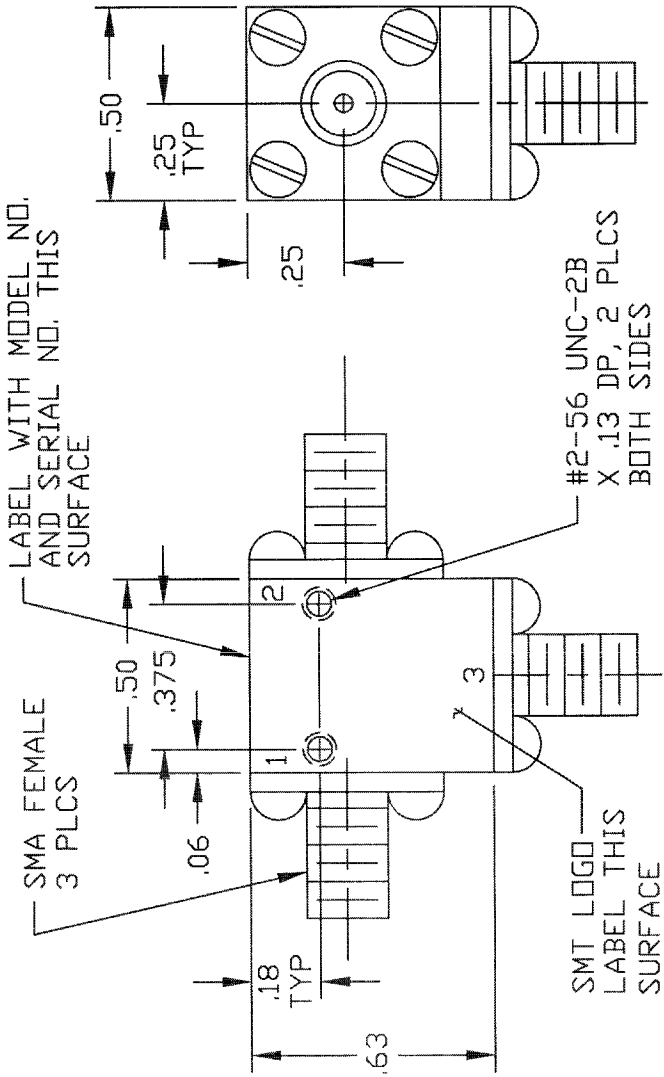 LABEL WITH MODEL NO.
AND SERIAL NO. THIS
SURFACE
SMA FEMALE
3 PLCS
.50
.375
.06
.18
TYP
.63
1
2
3
SMT LOGO
LABEL THIS
SURFACE
#2-56 UNC-2B
X .13 DP, 2 PLCS
BOTH SIDES
.50
.25
TYP
.25